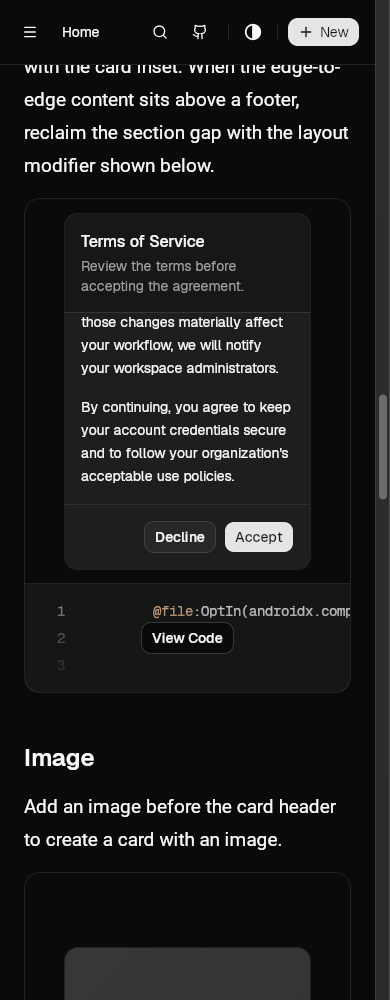 Home
New
with the card inset. When the edge-to-
edge content sits above a footer,
reclaim the section gap with the layout
modifier shown below.
Terms of Service
Review the terms before
accepting the agreement.
those changes materially affect
your workflow, we will notify
your workspace administrators.
By continuing, you agree to keep
your account credentials secure
and to follow your organization's
acceptable use policies.
Decline
Accept
1 @file:OptIn(androidx.comp
2
View Code
3
Image
Add an image before the card header
to create a card with an image.